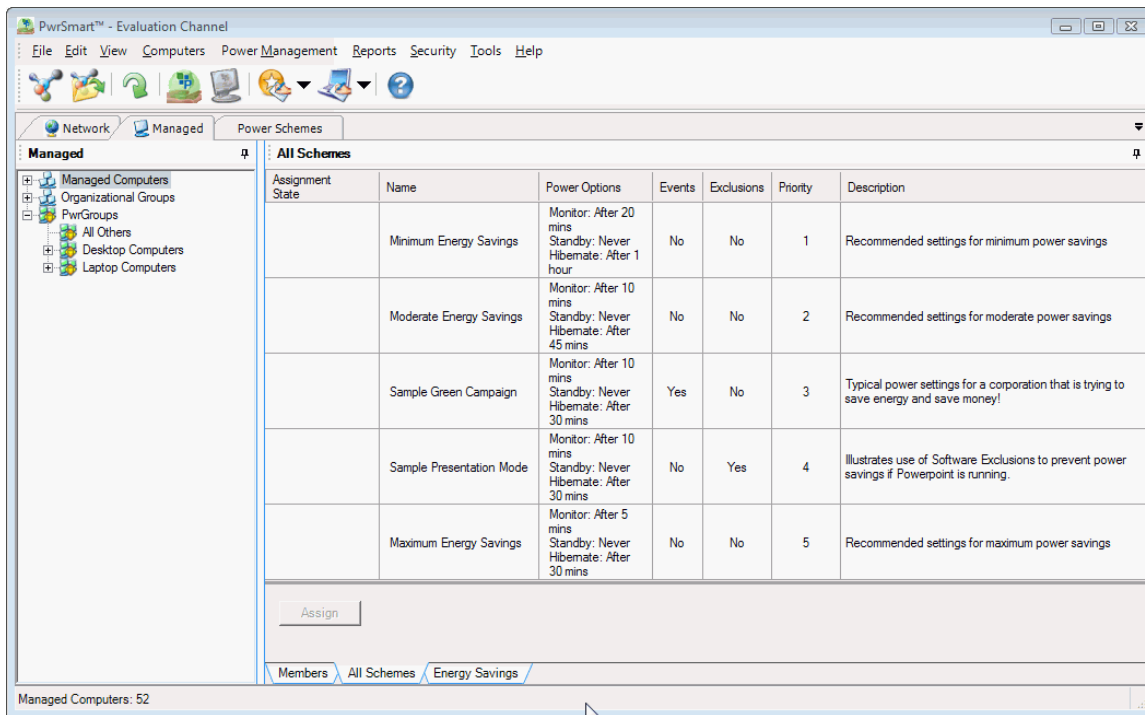 PwrSmart™ - Evaluation Channel
File Edit View Computers Power Management Reports Security Tools Help
Network Managed Power Schemes
Managed
Managed Computers
Organizational Groups
PwrGroups
All Others
Desktop Computers
Laptop Computers
All Schemes
Assignment
State
Name
Power Options
Events
Exclusions
Priority
Description
Minimum Energy Savings
Monitor: After 20
mins
Standby: Never
Hibernate: After 1
hour
No
No
1
Recommended settings for minimum power savings
Moderate Energy Savings
Monitor: After 10
mins
Standby: Never
Hibernate: After
45 mins
No
No
2
Recommended settings for moderate power savings
Sample Green Campaign
Monitor: After 10
mins
Standby: Never
Hibernate: After
30 mins
Yes
No
3
Typical power settings for a corporation that is trying to
save energy and save money!
Sample Presentation Mode
Monitor: After 10
mins
Standby: Never
Hibernate: After
30 mins
No
Yes
4
Illustrates use of Software Exclusions to prevent power
savings if Powerpoint is running.
Maximum Energy Savings
Monitor: After 5
mins
Standby: Never
Hibernate: After
30 mins
No
No
5
Recommended settings for maximum power savings
Assign
Members All Schemes Energy Savings
Managed Computers: 52